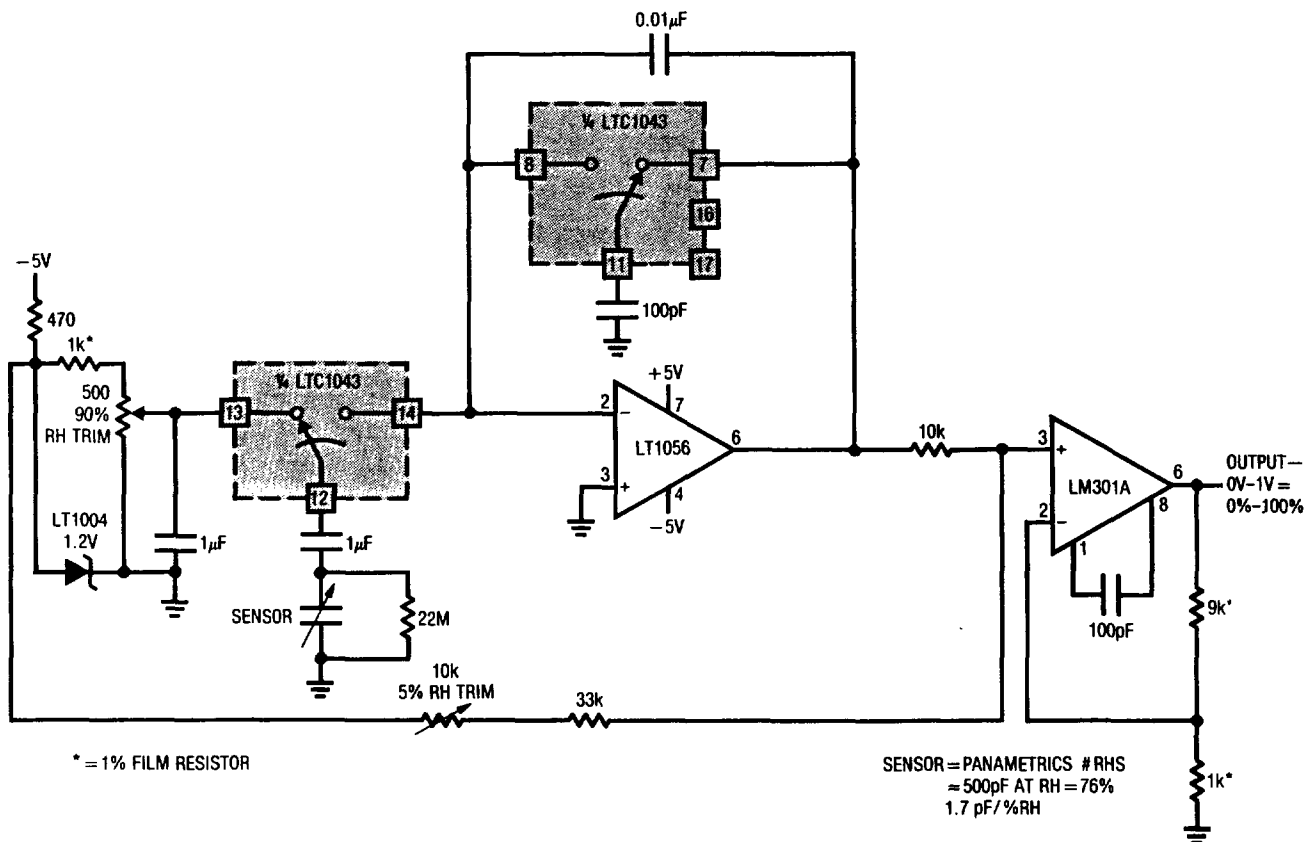 0.01µF
¼ LTC1043
8
7
16
11
17
100pF
−5V
470
1k*
500
90%
RH TRIM
¼ LTC1043
13
14
12
LT1004
1.2V
1µF
1µF
SENSOR
22M
+5V
2
−
7
LT1056
6
3
+
4
−5V
10k
3
+
LM301A
6
2
−
8
1
100pF
OUTPUT—
0V-1V=
0%-100%
9k*
1k*
10k
5% RH TRIM
33k
* = 1% FILM RESISTOR
SENSOR = PANAMETRICS #RHS
≈ 500pF AT RH = 76%
1.7 pF/%RH